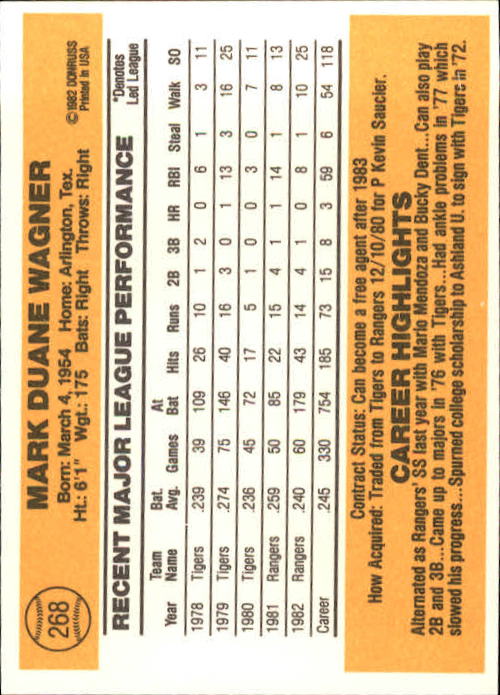 268
MARK DUANE WAGNER
Born: March 4, 1954 Home: Arlington, Tex.
Ht.: 6'1" Wgt.: 175 Bats: Right Throws: Right
© 1982 DONRUSS
Printed in USA
RECENT MAJOR LEAGUE PERFORMANCE
*Denotes
Led League
Year Team Name Bat. Avg. Games At Bat Hits Runs 2B 3B HR RBI Steal Walk SO
1978 Tigers .239 39 109 26 10 1 2 0 6 1 3 11
1979 Tigers .274 75 146 40 16 3 0 1 13 3 16 25
1980 Tigers .236 45 72 17 5 1 0 0 3 0 7 11
1981 Rangers .259 50 85 22 15 4 1 1 14 1 8 13
1982 Rangers .240 60 179 43 14 4 1 0 8 1 10 25
Career .245 330 754 185 73 15 8 3 59 6 54 118
Contract Status: Can become a free agent after 1983
How Acquired: Traded from Tigers to Rangers 12/10/80 for P Kevin Saucier.
CAREER HIGHLIGHTS
Alternated as Rangers' SS last year with Mario Mendoza and Bucky Dent...Can also play
2B and 3B...Came up to majors in '76 with Tigers...Had ankle problems in '77 which
slowed his progress....Spurned college scholarship to Ashland U. to sign with Tigers in '72.